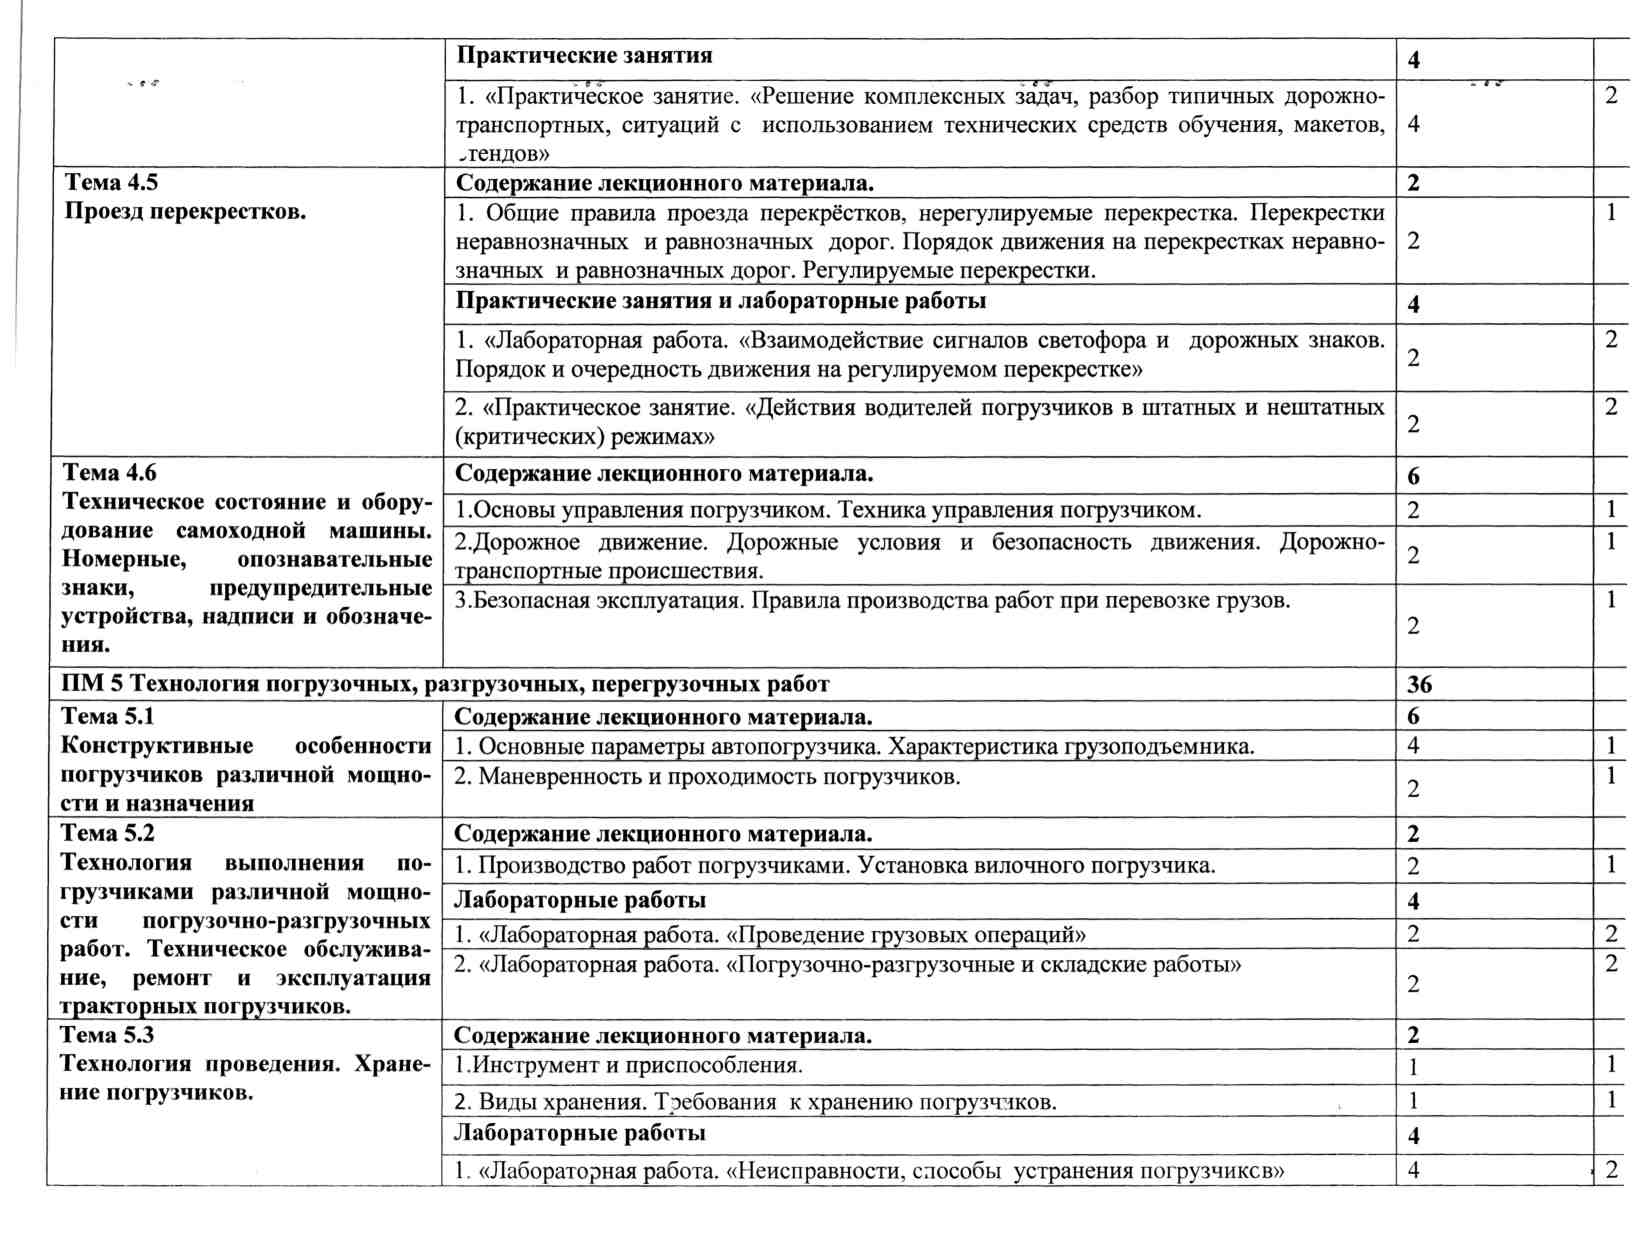 Практические занятия 4
1. «Практическое занятие. «Решение комплексных задач, разбор типичных дорожно- 2
транспортных, ситуаций с использованием технических средств обучения, макетов, 4
тендов»
Тема 4.5 Содержание лекционного материала. 2
Проезд перекрестков. 1. Общие правила проезда перекрёстков, нерегулируемые перекрестка. Перекрестки 1
неравнозначных и равнозначных дорог. Порядок движения на перекрестках неравно- 2
значных и равнозначных дорог. Регулируемые перекрестки.
Практические занятия и лабораторные работы 4
1. «Лабораторная работа. «Взаимодействие сигналов светофора и дорожных знаков. 2
Порядок и очередность движения на регулируемом перекрестке» 2
2. «Практическое занятие. «Действия водителей погрузчиков в штатных и нештатных 2
(критических) режимах» 2
Тема 4.6 Содержание лекционного материала. 6
Техническое состояние и обору- 1.Основы управления погрузчиком. Техника управления погрузчиком. 2 1
дование самоходной машины. 2.Дорожное движение. Дорожные условия и безопасность движения. Дорожно- 2 1
Номерные, опознавательные транспортные происшествия.
знаки, предупредительные 3.Безопасная эксплуатация. Правила производства работ при перевозке грузов. 1
устройства, надписи и обозначе- 2
ния.
ПМ 5 Технология погрузочных, разгрузочных, перегрузочных работ 36
Тема 5.1 Содержание лекционного материала. 6
Конструктивные особенности 1. Основные параметры автопогрузчика. Характеристика грузоподъемника. 4 1
погрузчиков различной мощно- 2. Маневренность и проходимость погрузчиков. 2 1
сти и назначения
Тема 5.2 Содержание лекционного материала. 2
Технология выполнения по- 1. Производство работ погрузчиками. Установка вилочного погрузчика. 2 1
грузчиками различной мощно- Лабораторные работы 4
сти погрузочно-разгрузочных 1. «Лабораторная работа. «Проведение грузовых операций» 2 2
работ. Техническое обслужива- 2. «Лабораторная работа. «Погрузочно-разгрузочные и складские работы» 2
ние, ремонт и эксплуатация 2
тракторных погрузчиков.
Тема 5.3 Содержание лекционного материала. 2
Технология проведения. Хране- 1.Инструмент и приспособления. 1 1
ние погрузчиков. 2. Виды хранения. Требования к хранению погрузчиков. 1 1
Лабораторные работы 4
1. «Лабораторная работа. «Неисправности, способы устранения погрузчиков» 4 2